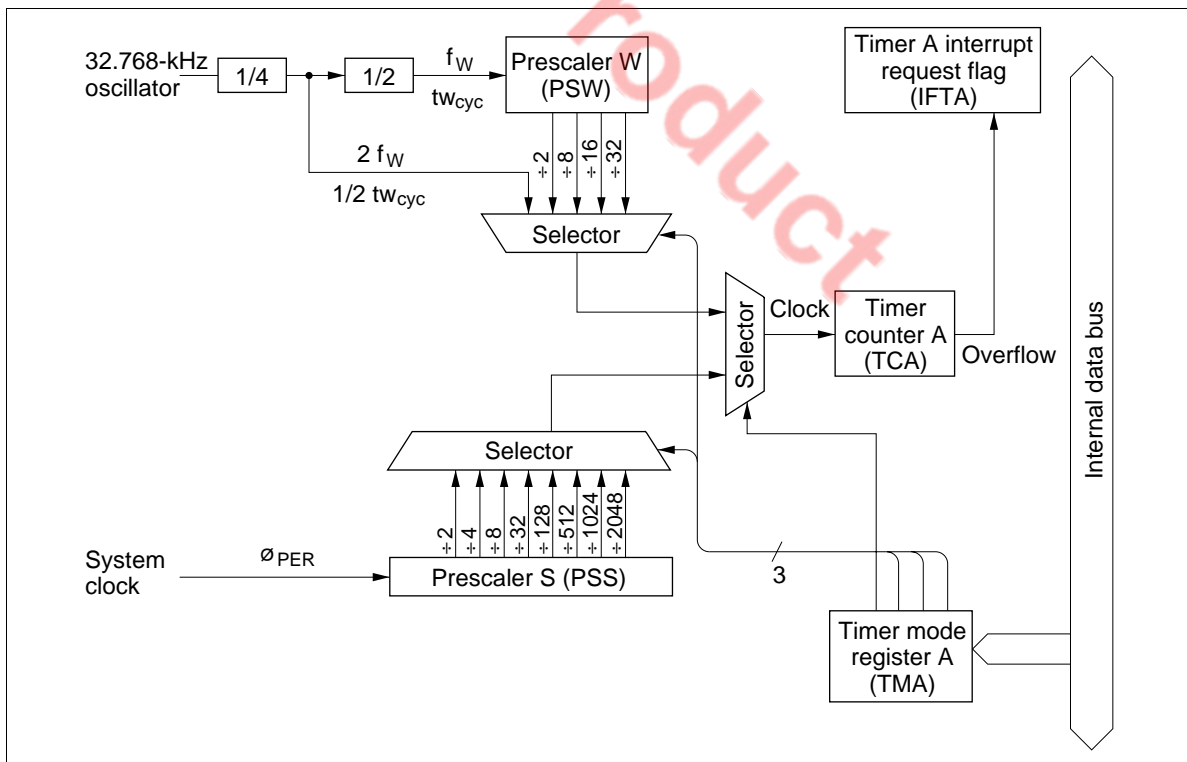 32.768-kHz
oscillator
1/4
1/2
fW
twcyc
Prescaler W
(PSW)
2 fW
1/2 twcyc
÷2
÷8
÷16
÷32
Selector
Timer A interrupt
request flag
(IFTA)
Selector
Clock
Timer
counter A
(TCA)
Overflow
Internal data bus
Selector
÷2
÷4
÷8
÷32
÷128
÷512
÷1024
÷2048
System
clock
øPER
Prescaler S (PSS)
3
Timer mode
register A
(TMA)
roduct